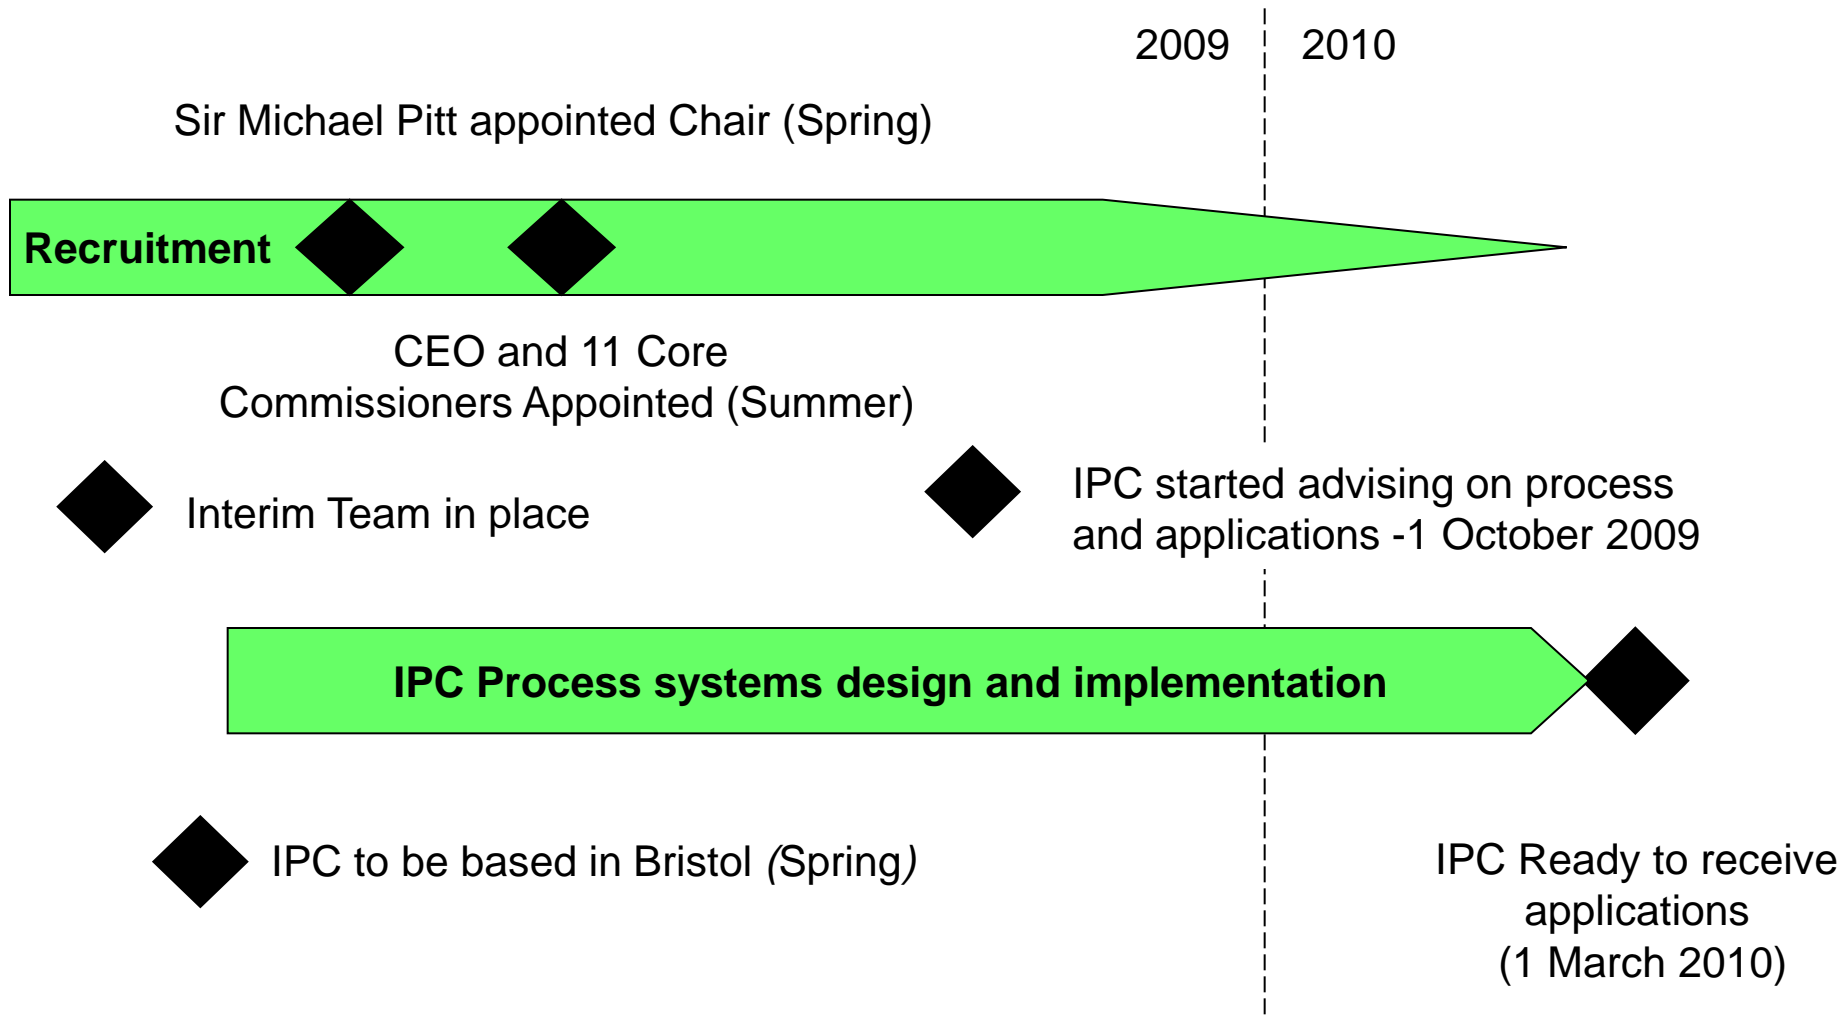 2009
2010
Sir Michael Pitt appointed Chair (Spring)
Recruitment
CEO and 11 Core
Commissioners Appointed (Summer)
Interim Team in place
IPC started advising on process
and applications -1 October 2009
IPC Process systems design and implementation
IPC to be based in Bristol (Spring)
IPC Ready to receive
applications
(1 March 2010)